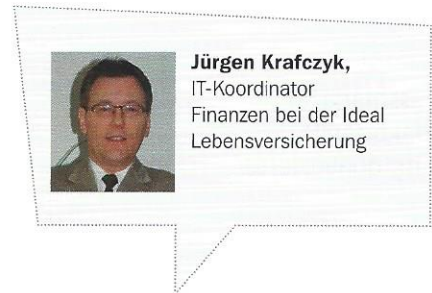 Jürgen Krafczyk,
IT-Koordinator
Finanzen bei der Ideal
Lebensversicherung